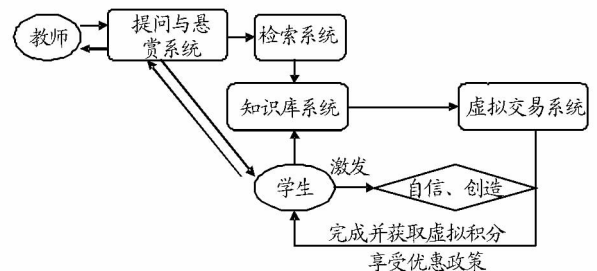 教师
提问与悬
赏系统
检索系统
知识库系统
虚拟交易系统
学生
激发
自信、创造
完成并获取虚拟积分
享受优惠政策